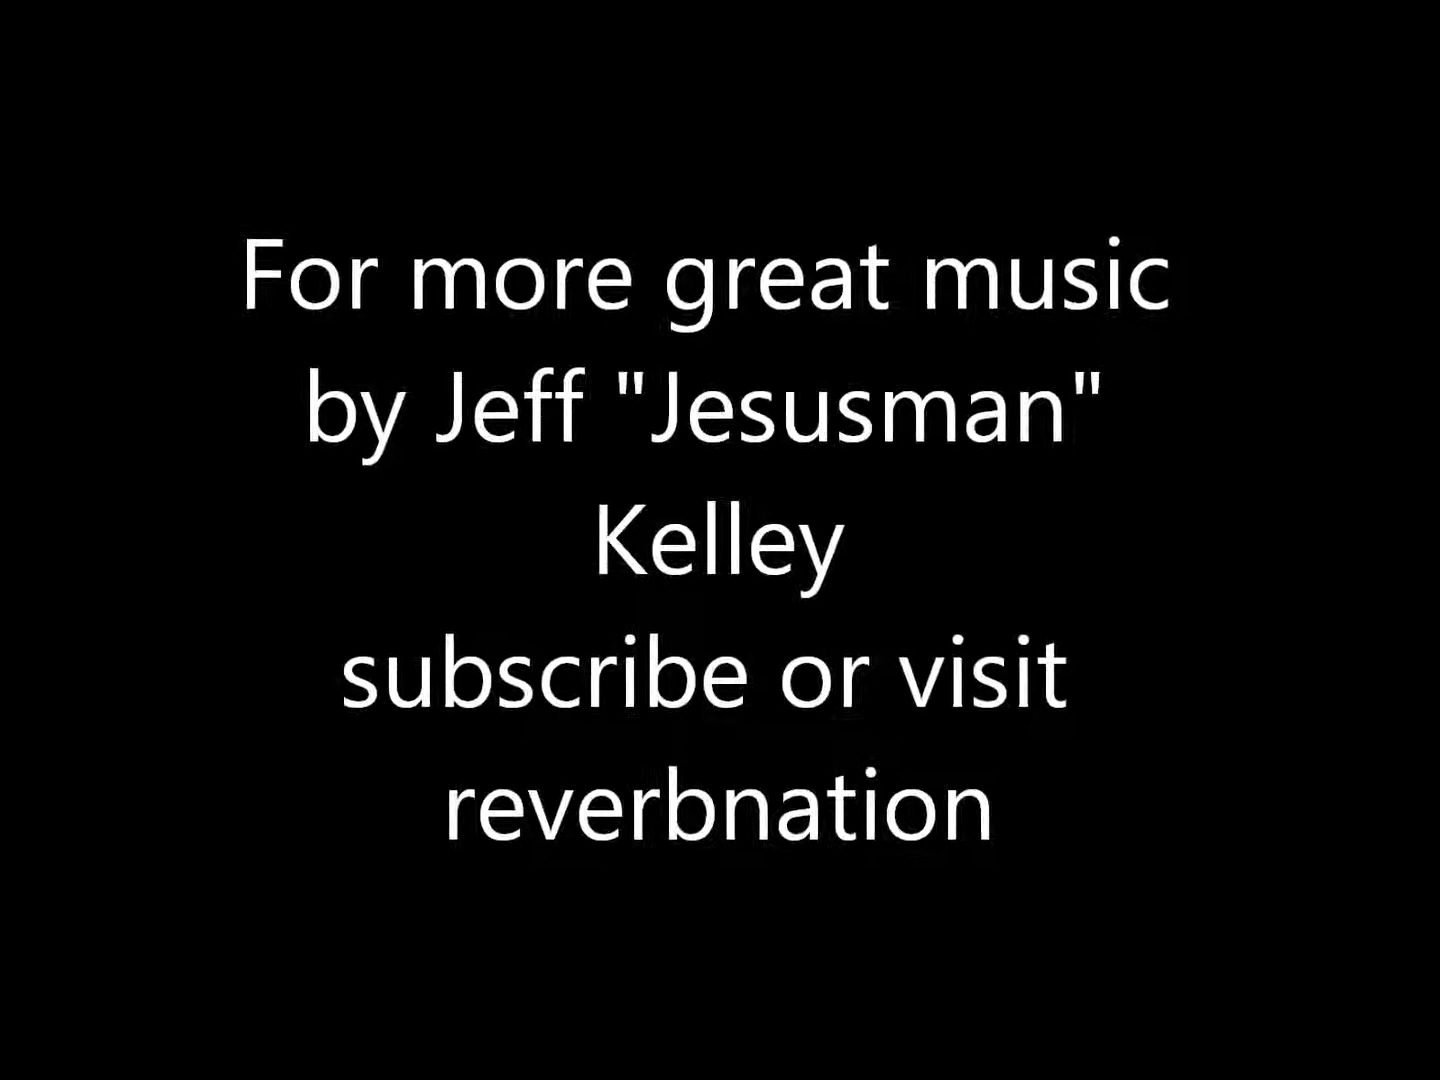 For more great music
by Jeff "Jesusman"
Kelley
subscribe or visit
reverbnation